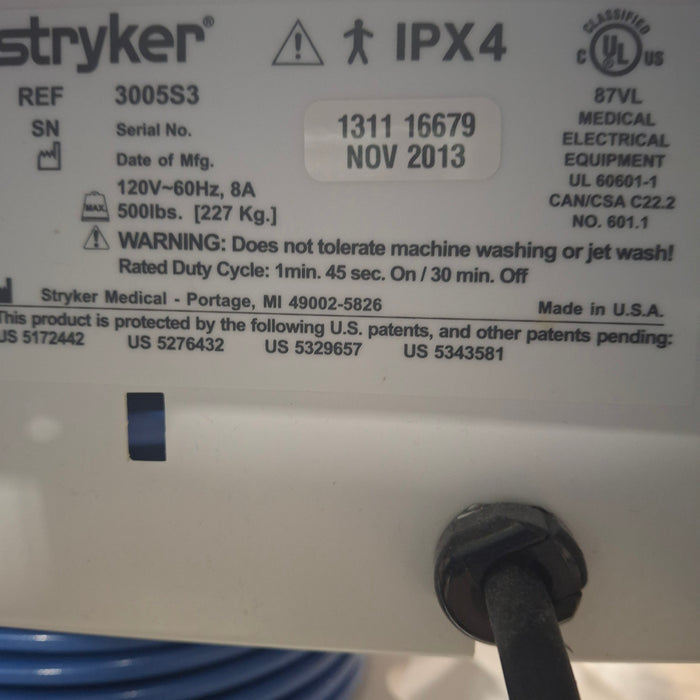 stryker®
IPX4
CLASSIFIED
C UL US
REF 3005S3
87VL
SN Serial No. 1311 16679
MEDICAL
Date of Mfg. NOV 2013
ELECTRICAL
EQUIPMENT
120V~60Hz, 8A
UL 60601-1
MAX. 500lbs. [227 Kg.]
CAN/CSA C22.2
NO. 601.1
WARNING: Does not tolerate machine washing or jet wash!
Rated Duty Cycle: 1min. 45 sec. On / 30 min. Off
Stryker Medical - Portage, MI 49002-5826 Made in U.S.A.
This product is protected by the following U.S. patents, and other patents pending:
US 5172442 US 5276432 US 5329657 US 5343581